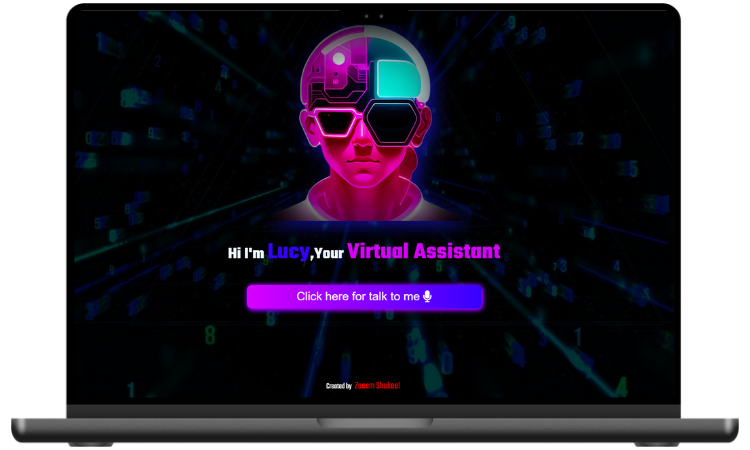 Hi I'm Lucy,Your Virtual Assistant
Click here for talk to me
Created by Zaeem Shakeel